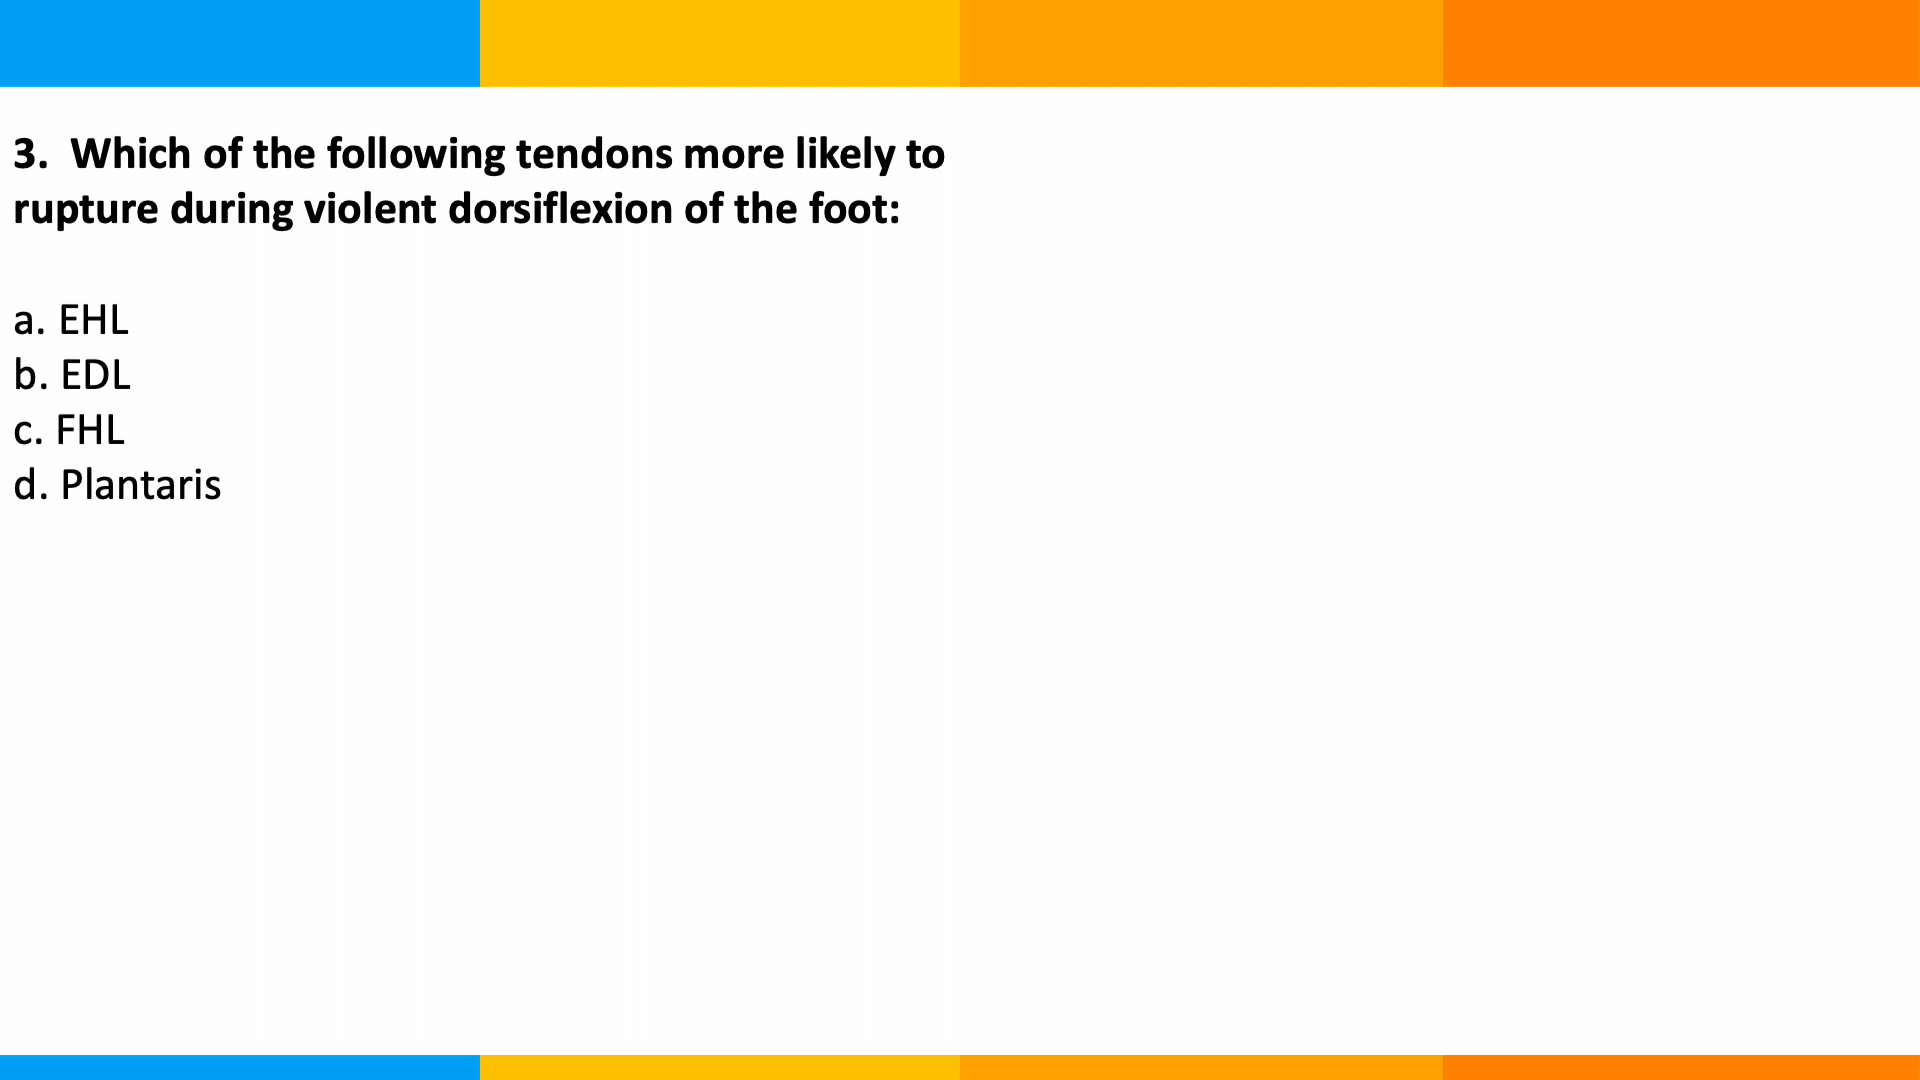 3.  Which of the following tendons more likely to
rupture during violent dorsiflexion of the foot:
a. EHL
b. EDL
c. FHL
d. Plantaris